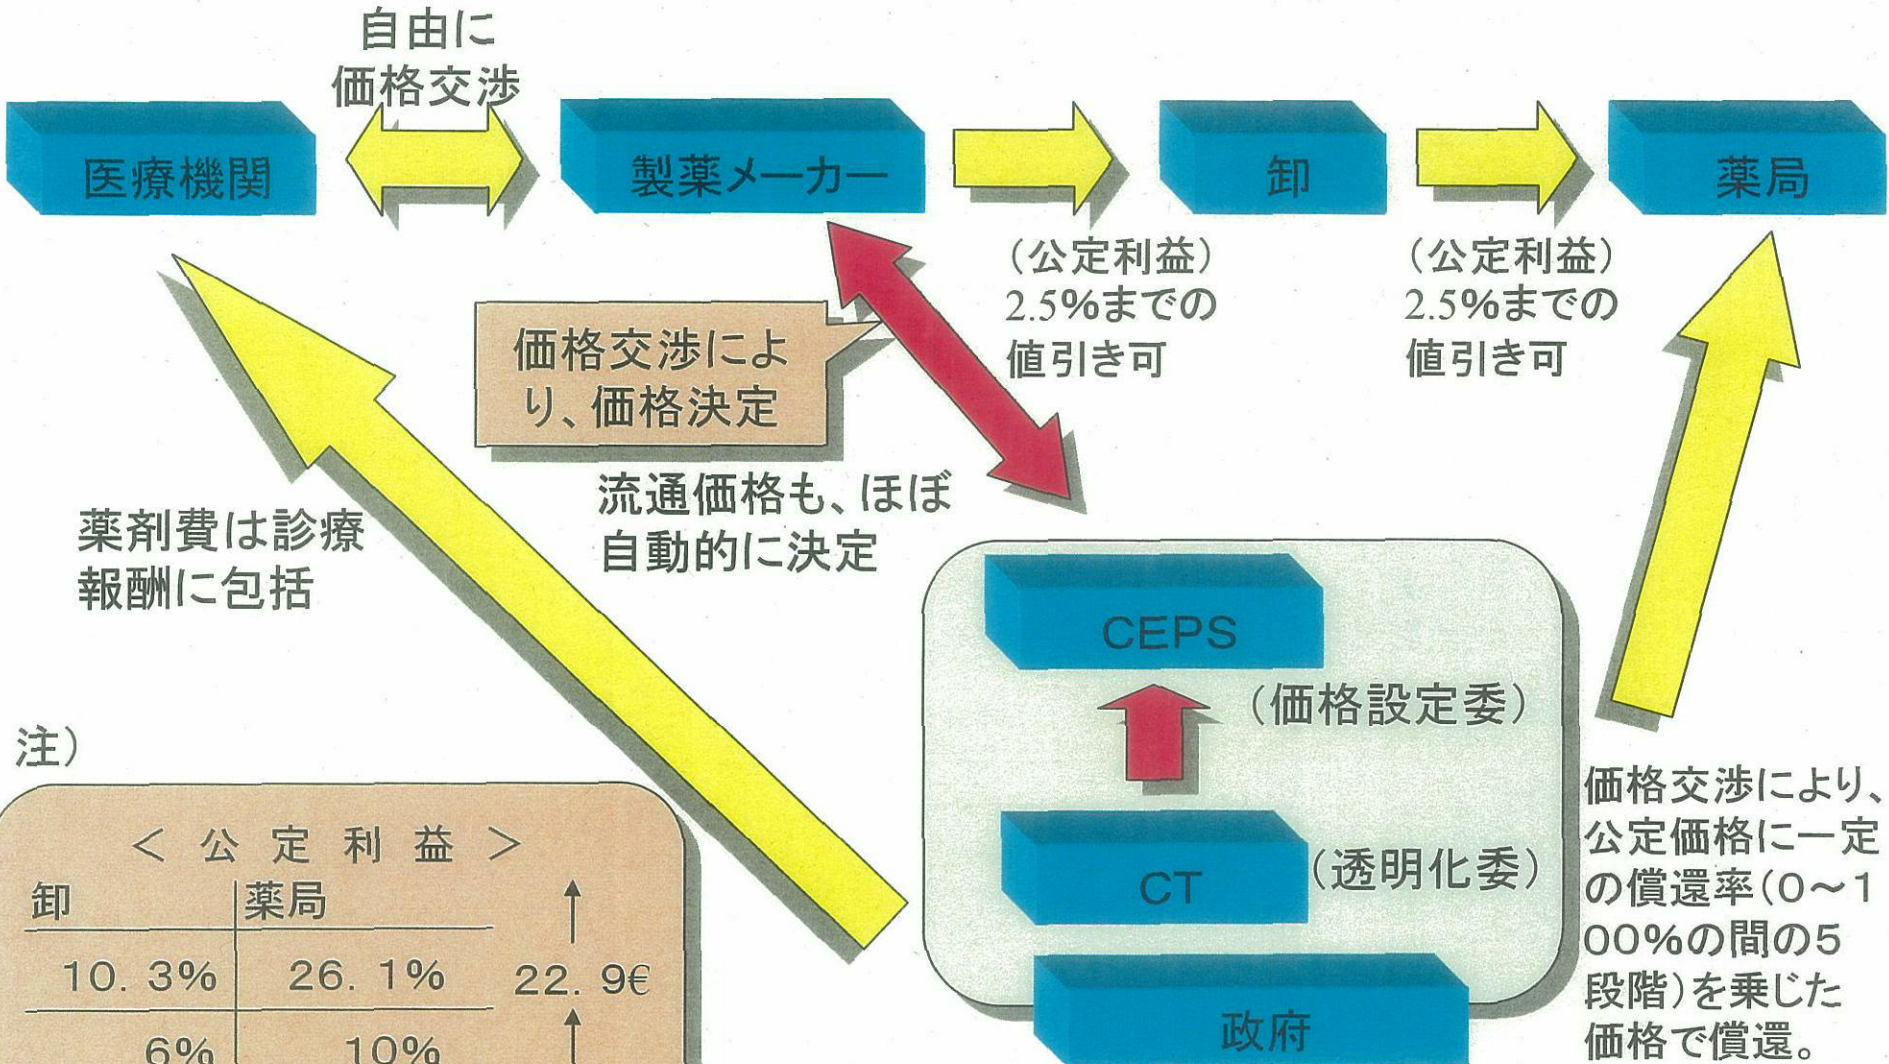 自由に
価格交渉
医療機関
製薬メーカー
卸
薬局
(公定利益)
2.5%までの
値引き可
(公定利益)
2.5%までの
値引き可
価格交渉によ
り、価格決定
流通価格も、ほぼ
自動的に決定
薬剤費は診療
報酬に包括
CEPS
(価格設定委)
CT
(透明化委)
政府
価格交渉により、
公定価格に一定
の償還率(0～1
00%の間の5
段階)を乗じた
価格で償還。
注)
＜ 公 定 利 益 ＞
卸 薬局 ↑
10. 3% 26. 1% 22. 9€
6% 10% ↑